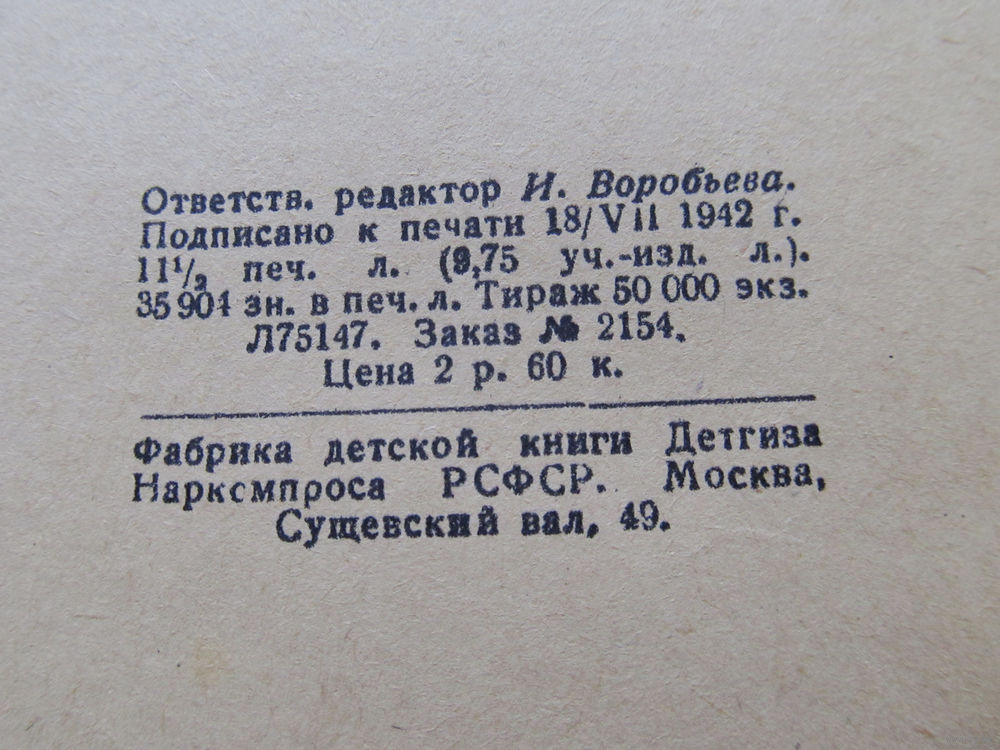 Ответств. редактор И. Воробьева.
Подписано к печати 18/VII 1942 г.
11½ печ. л. (9,75 уч.-изд. л.).
35 904 зн. в печ. л. Тираж 50 000 экз.
Л75147. Заказ № 2154.
Цена 2 р. 60 к.
Фабрика детской книги Детгиза
Наркомпроса РСФСР. Москва,
Сущевский вал, 49.